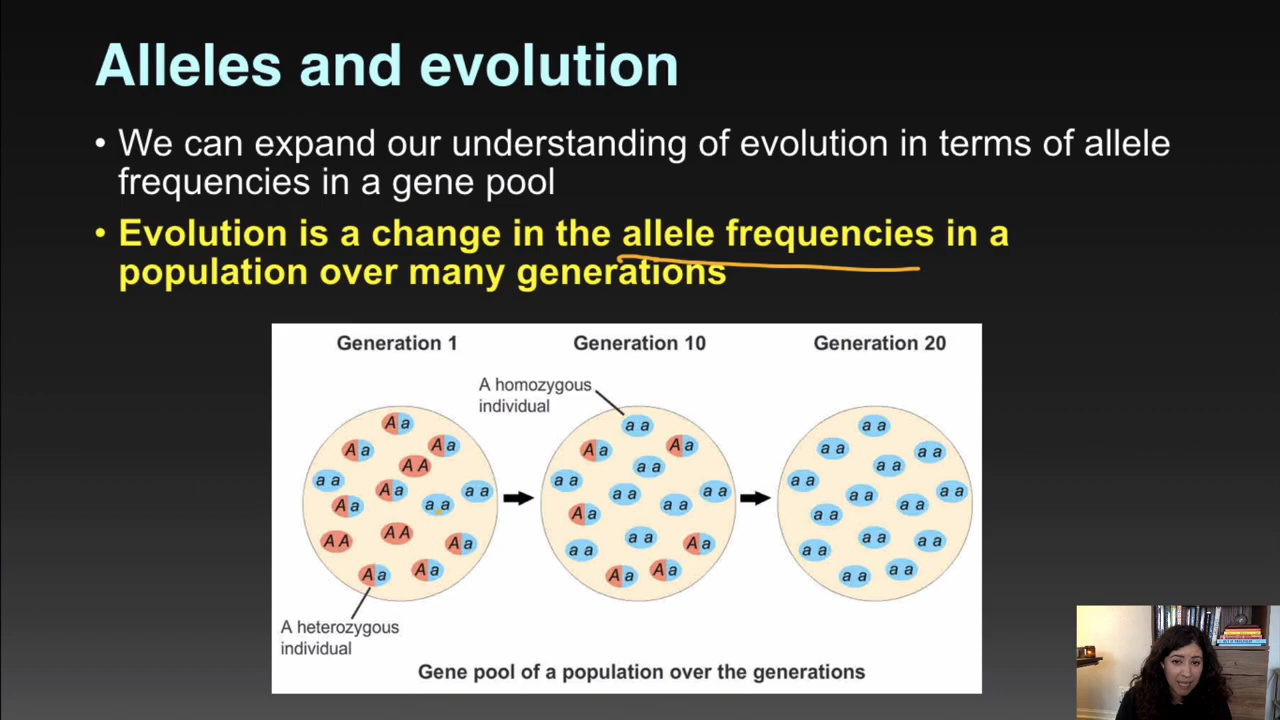 Alleles and evolution
• We can expand our understanding of evolution in terms of allele
frequencies in a gene pool
• Evolution is a change in the allele frequencies in a
population over many generations
Generation 1
Generation 10
Generation 20
A homozygous
individual
A a
A a
A a
A A
a a
A a
a a
A a
a a
A A
A A
A a
A a
A a
a a
A a
A a
a a
a a
a a
a a
A a
a a
a a
a a
A a
A a
A a
a a
a a
a a
a a
a a
a a
a a
a a
a a
a a
a a
a a
a a
a a
A heterozygous
individual
Gene pool of a population over the generations